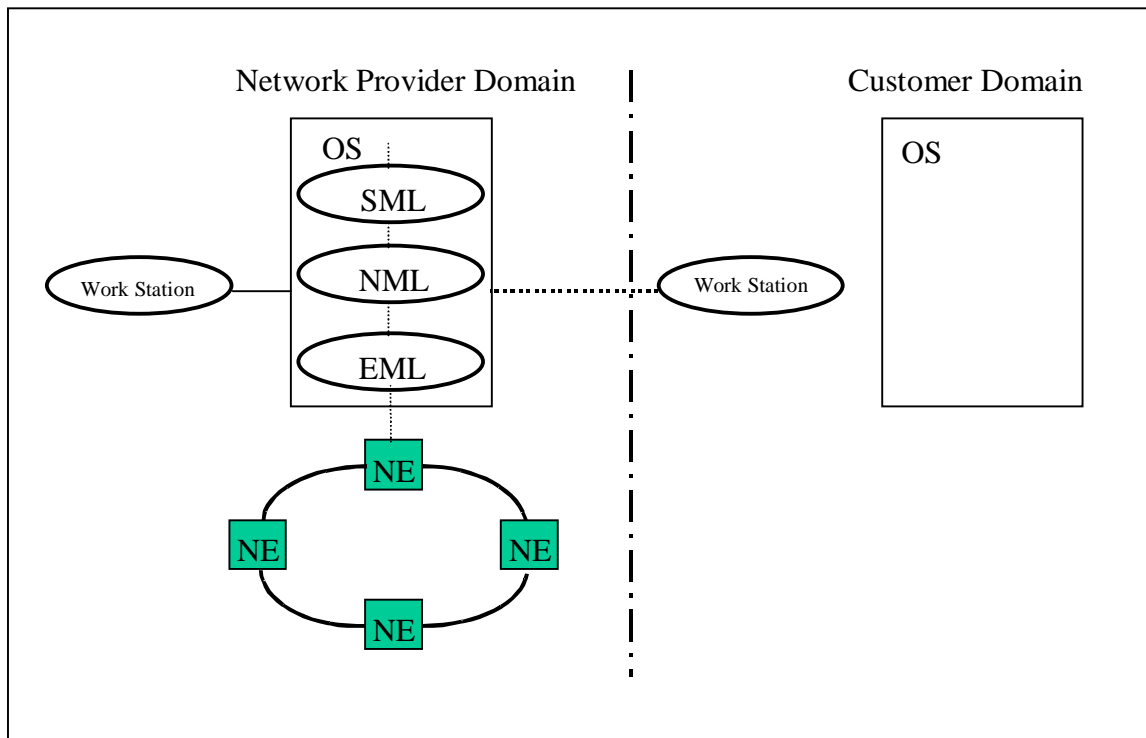 Network Provider Domain
Customer Domain
OS
SML
NML
EML
Work Station
Work Station
OS
NE
NE
NE
NE